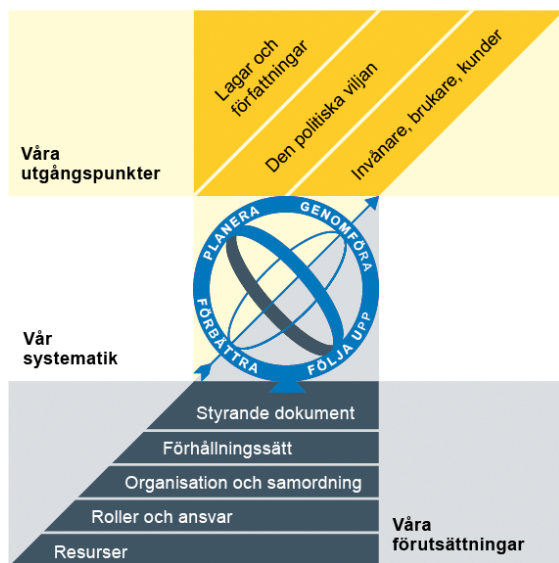 Lagar och
författningar
Den politiska viljan
Invånare, brukare, kunder
Våra
utgångspunkter
PLANERA
GENOMFÖRA
FÖRBÄTTRA
FÖLJA UPP
Vår
systematik
Styrande dokument
Förhållningssätt
Organisation och samordning
Roller och ansvar
Resurser
Våra
förutsättningar